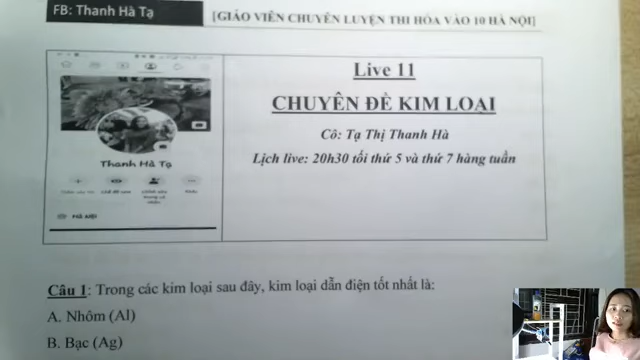 FB: Thanh Hà Tạ
[GIÁO VIÊN CHUYÊN LUYỆN THI HÓA VÀO 10 HÀ NỘI]
Thanh Hà Tạ
Hà Nội
Live 11
CHUYÊN ĐỀ KIM LOẠI
Cô: Tạ Thị Thanh Hà
Lịch live: 20h30 tối thứ 5 và thứ 7 hàng tuần
Câu 1: Trong các kim loại sau đây, kim loại dẫn điện tốt nhất là:
A. Nhôm (Al)
B. Bạc (Ag)